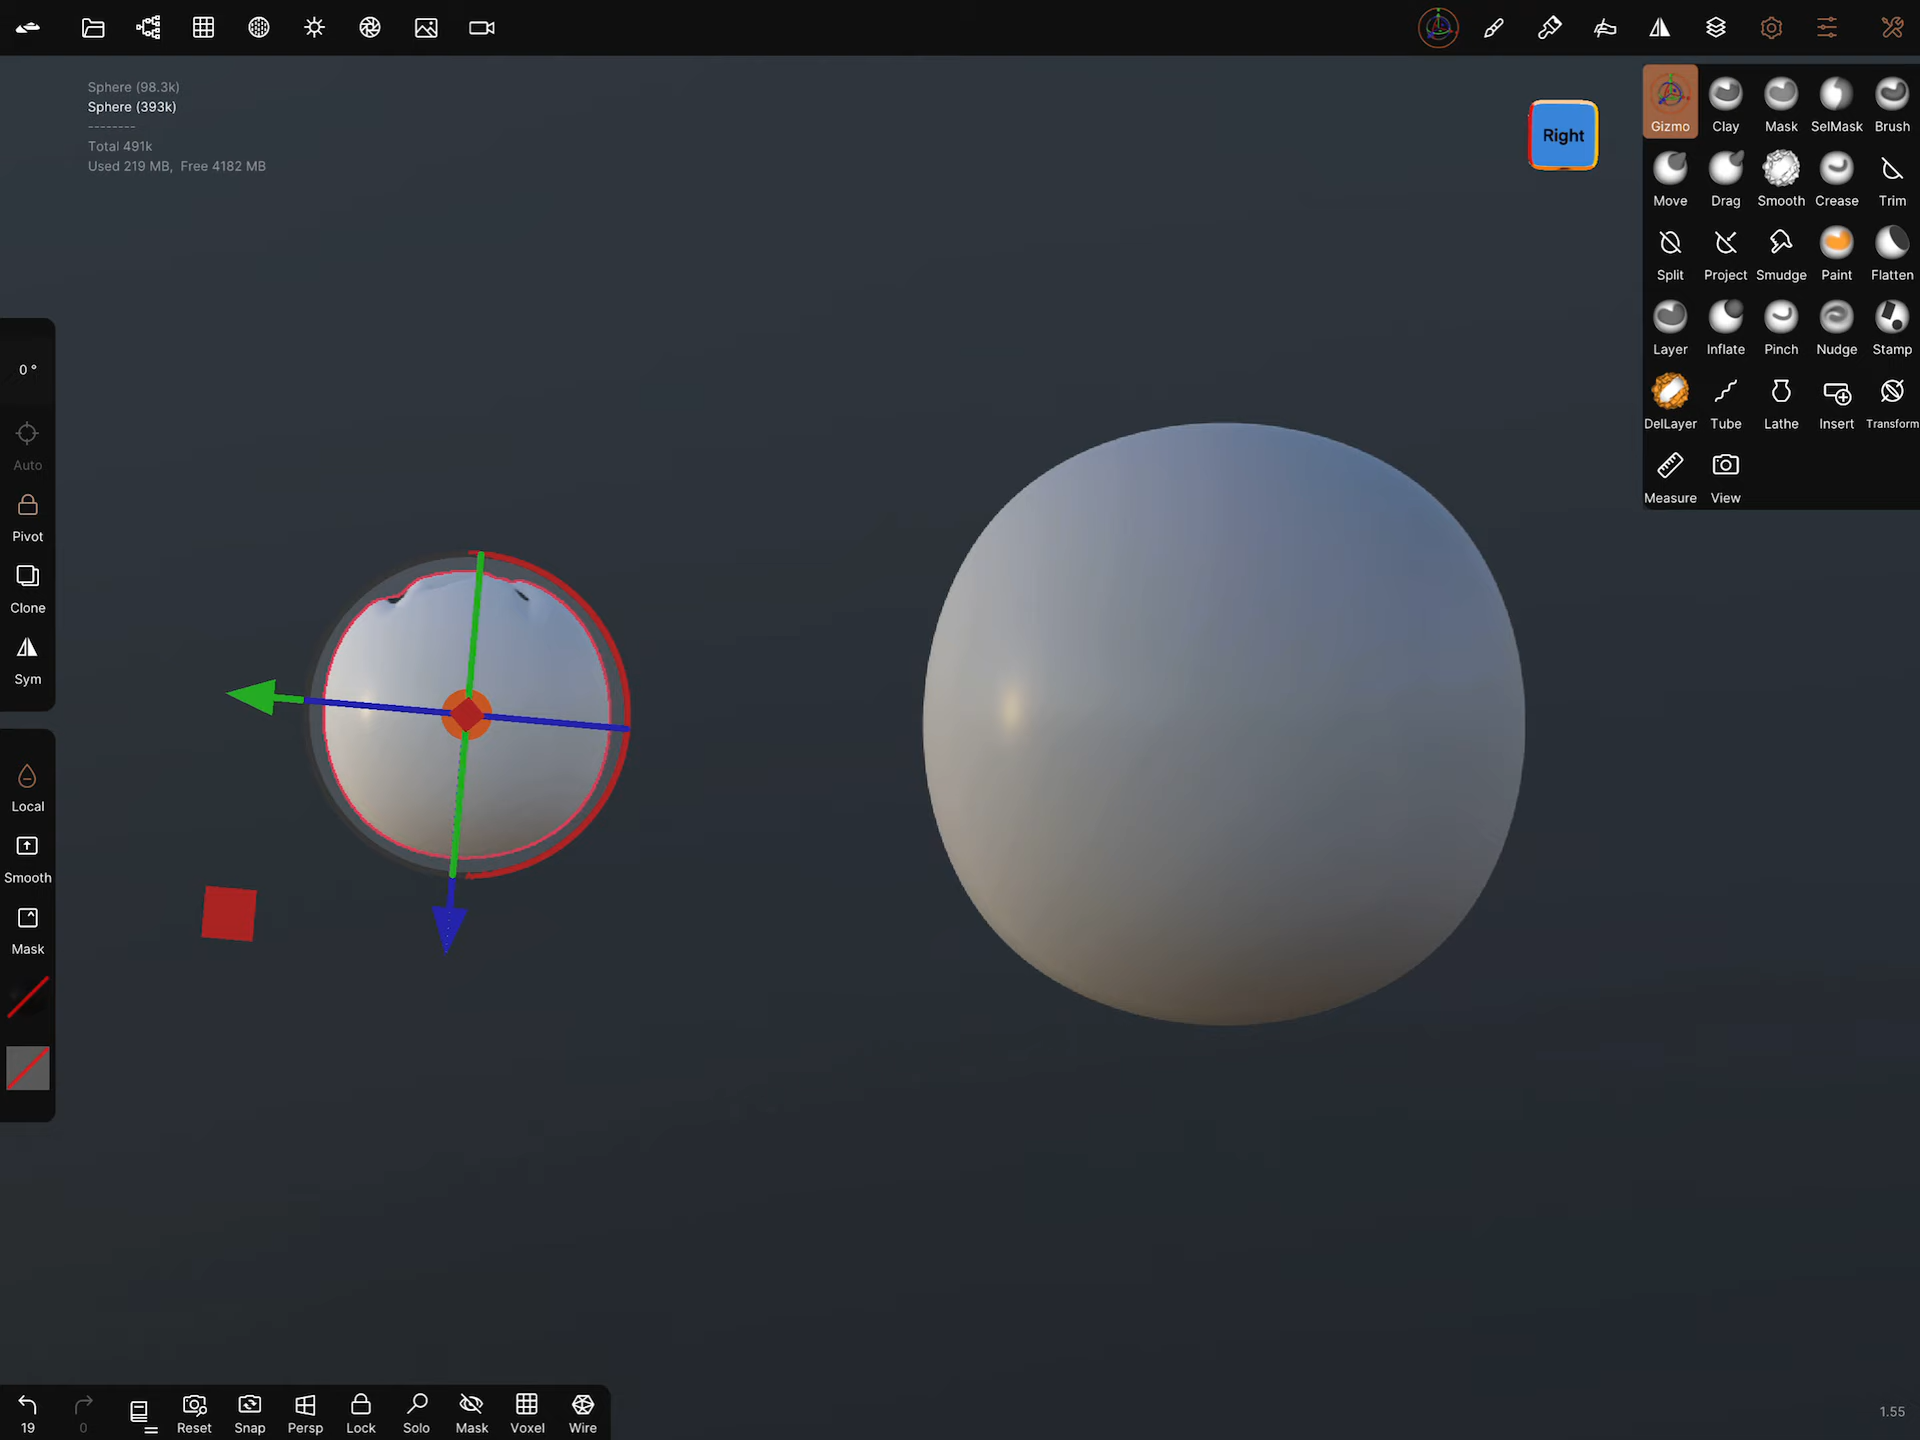 Sphere (98.3k)
Sphere (393k)
--------
Total 491k
Used 219 MB, Free 4182 MB
Right
Gizmo Clay Mask SelMask Brush
Move Drag Smooth Crease Trim
Split Project Smudge Paint Flatten
Layer Inflate Pinch Nudge Stamp
DelLayer Tube Lathe Insert Transform
Measure View
0 °
Auto
Pivot
Clone
Sym
Local
Smooth
Mask
19 0 Reset Snap Persp Lock Solo Mask Voxel Wire
1.55